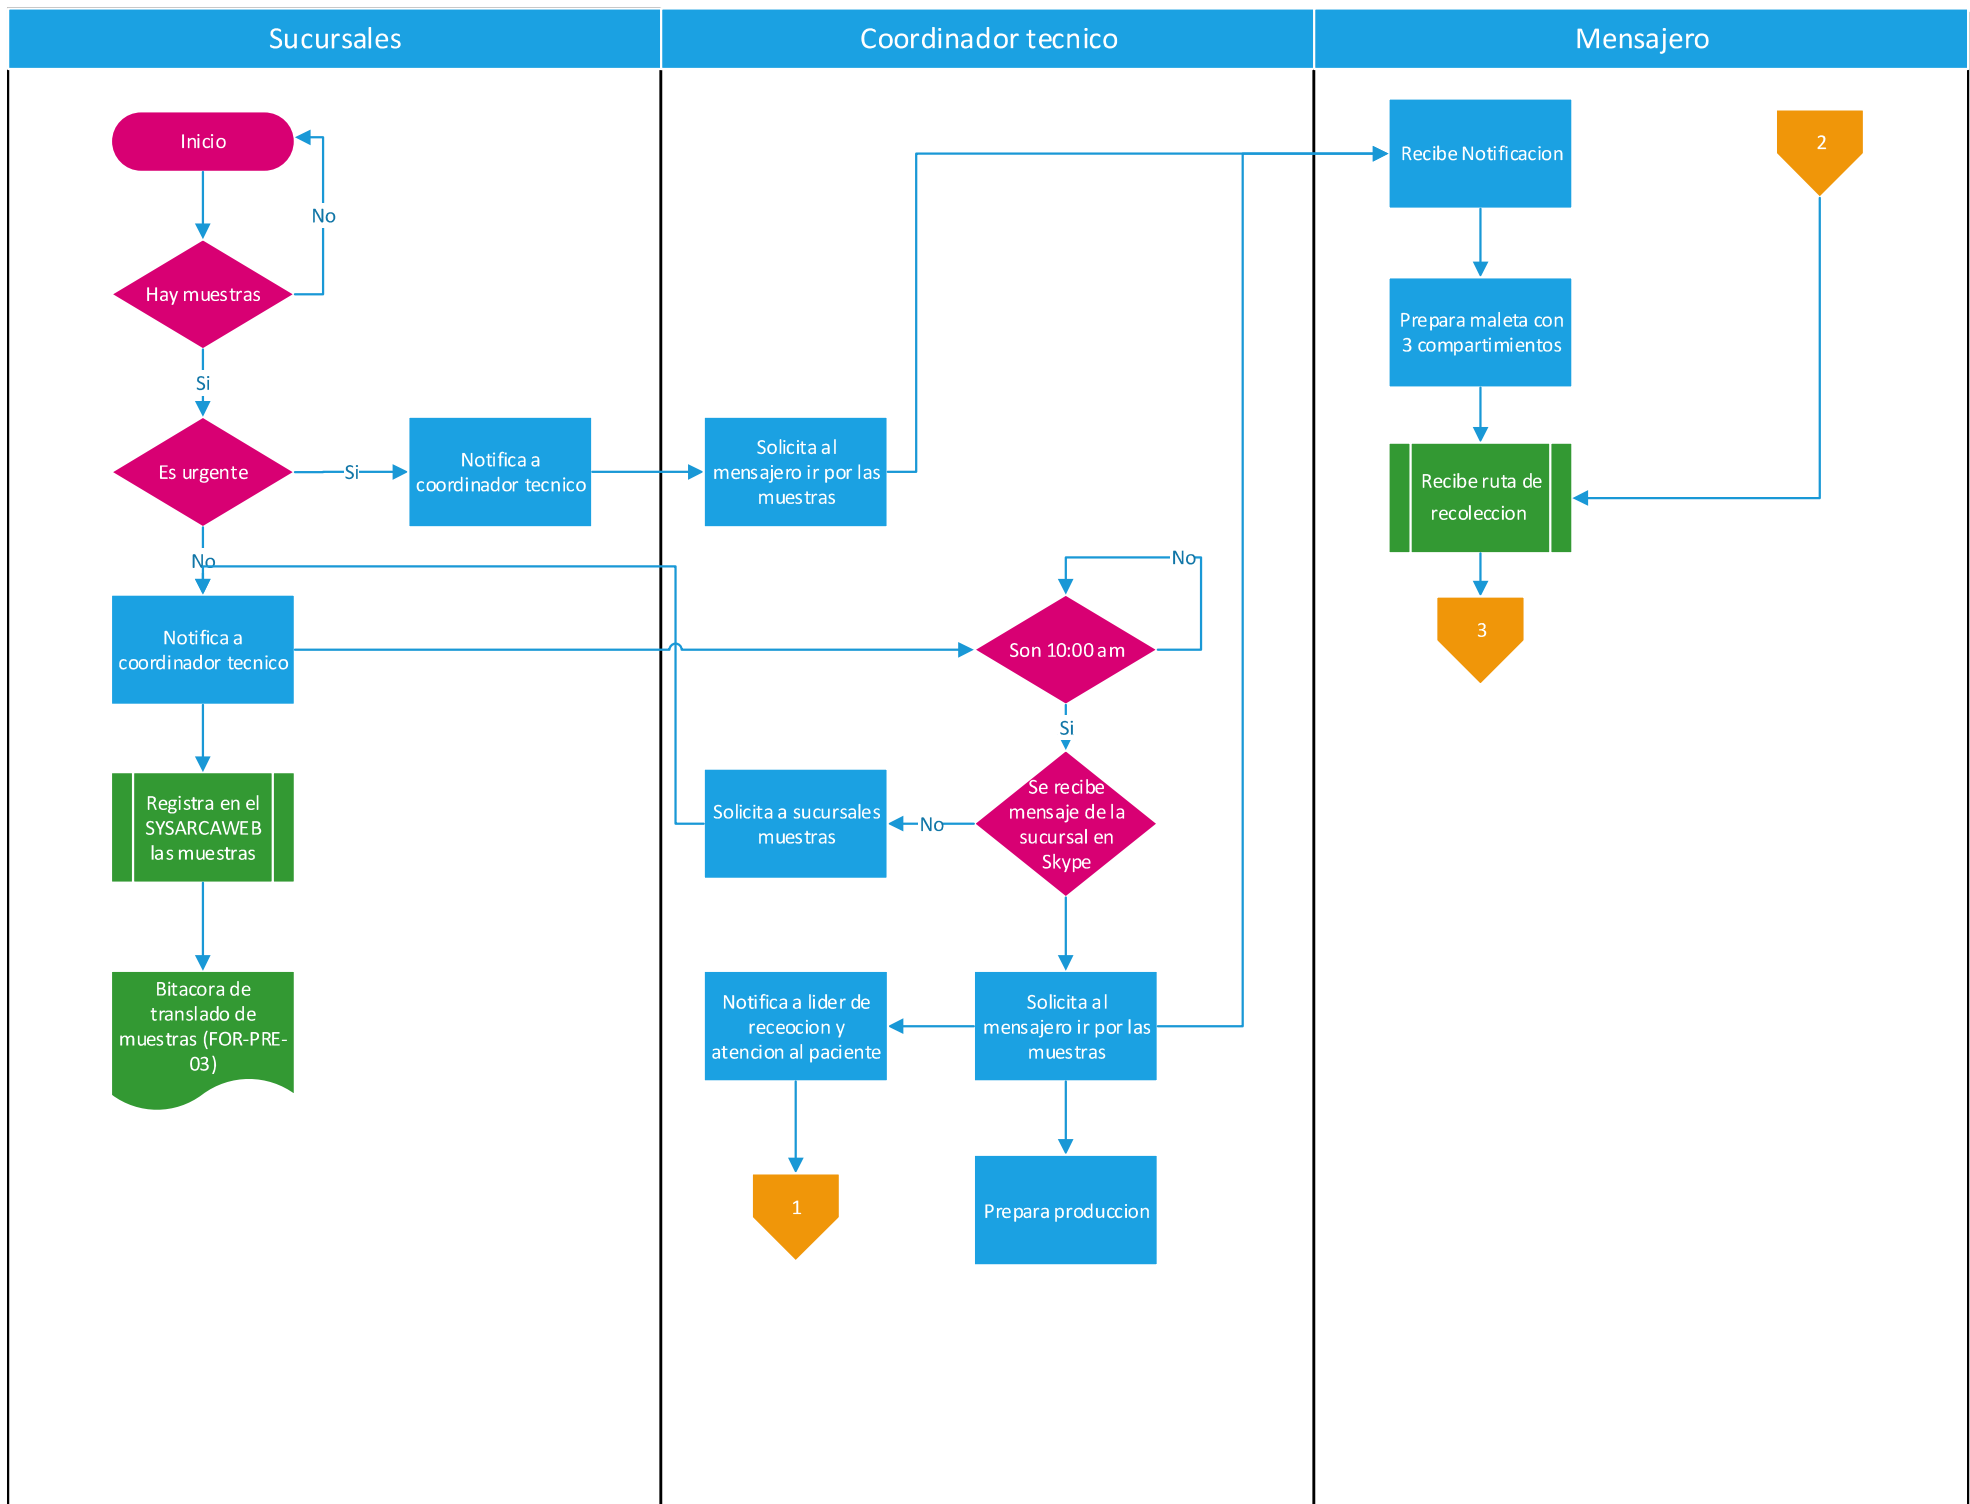 Sucursales
Coordinador tecnico
Mensajero
Inicio
No
Hay muestras
Si
Es urgente
Si
Notifica a
coordinador tecnico
No
Notifica a
coordinador tecnico
Registra en el
SYSARCAWEB
las muestras
Bitacora de
translado de
muestras (FOR-PRE-
03)
Solicita al
mensajero ir por las
muestras
No
Son 10:00 am
Si
Se recibe
mensaje de la
sucursal en
Skype
No
Solicita a sucursales
muestras
Notifica a lider de
receocion y
atencion al paciente
Solicita al
mensajero ir por las
muestras
1
Prepara produccion
Recibe Notificacion
2
Prepara maleta con
3 compartimientos
Recibe ruta de
recoleccion
3